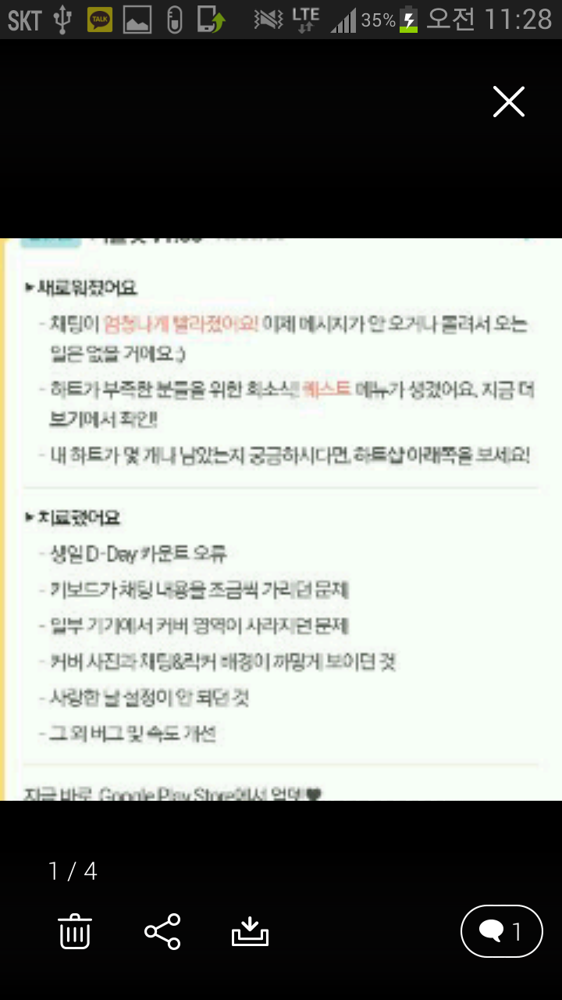 SKT TALK LTE 35% 오전 11:28
▶새로워졌어요
- 채팅이 엄청나게 빨라졌어요! 이제 메시지가 안 오거나 몰려서 오는
일은 없을 거에요 :)
- 하트가 부족한 분들을 위한 희소식! 퀘스트 메뉴가 생겼어요. 지금 더
보기에서 확인!!
- 내 하트가 몇 개나 남았는지 궁금하시다면, 하트샵 아래쪽을 보세요!
▶치료했어요
- 생일 D-Day 카운트 오류
- 키보드가 채팅 내용을 조금씩 가리던 문제
- 일부 기기에서 커버 영역이 사라지던 문제
- 커버 사진과 채팅&락커 배경이 까맣게 보이던 것
- 사랑한 날 설정이 안 되던 것
- 그 외 버그 및 속도 개선
지금 바로 Google Play Store에서 업뎃!♥
1 / 4
1